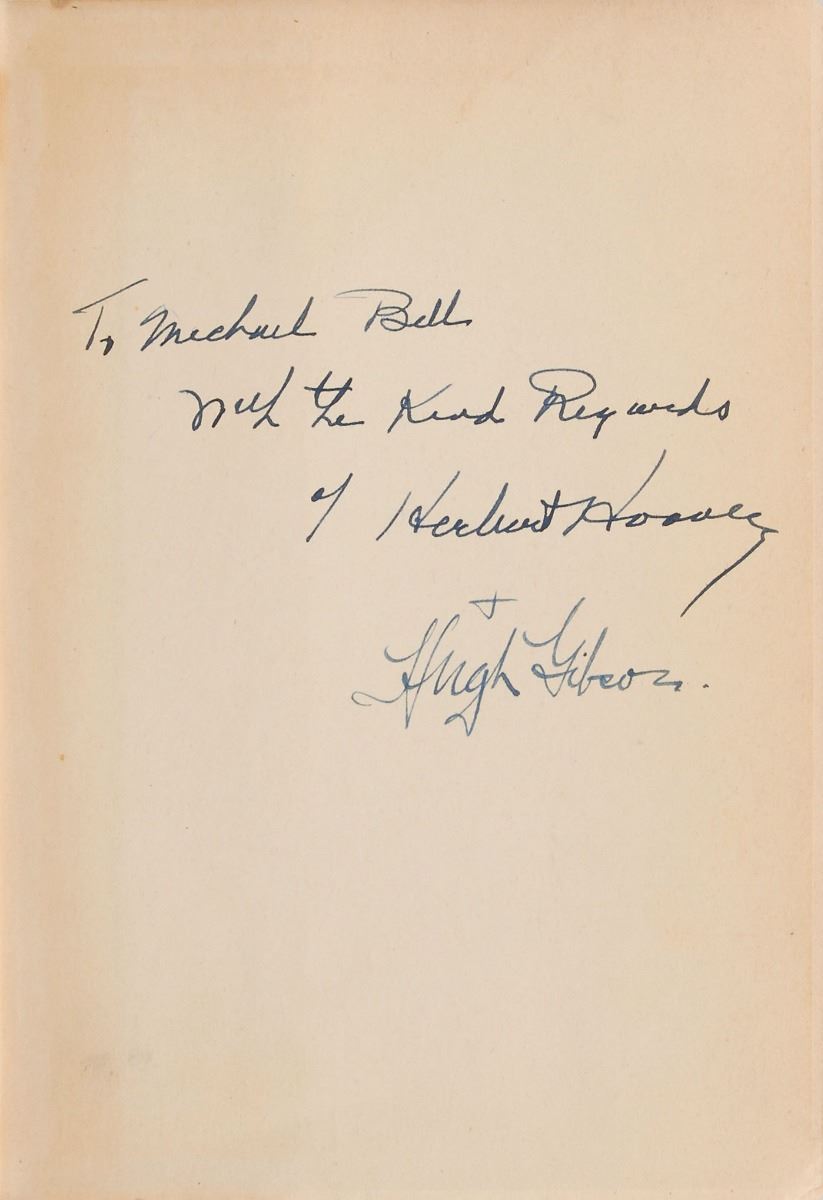 To Michael Bell
with the Kind Regards
of Herbert Hoover
+
Hugh Gibson.